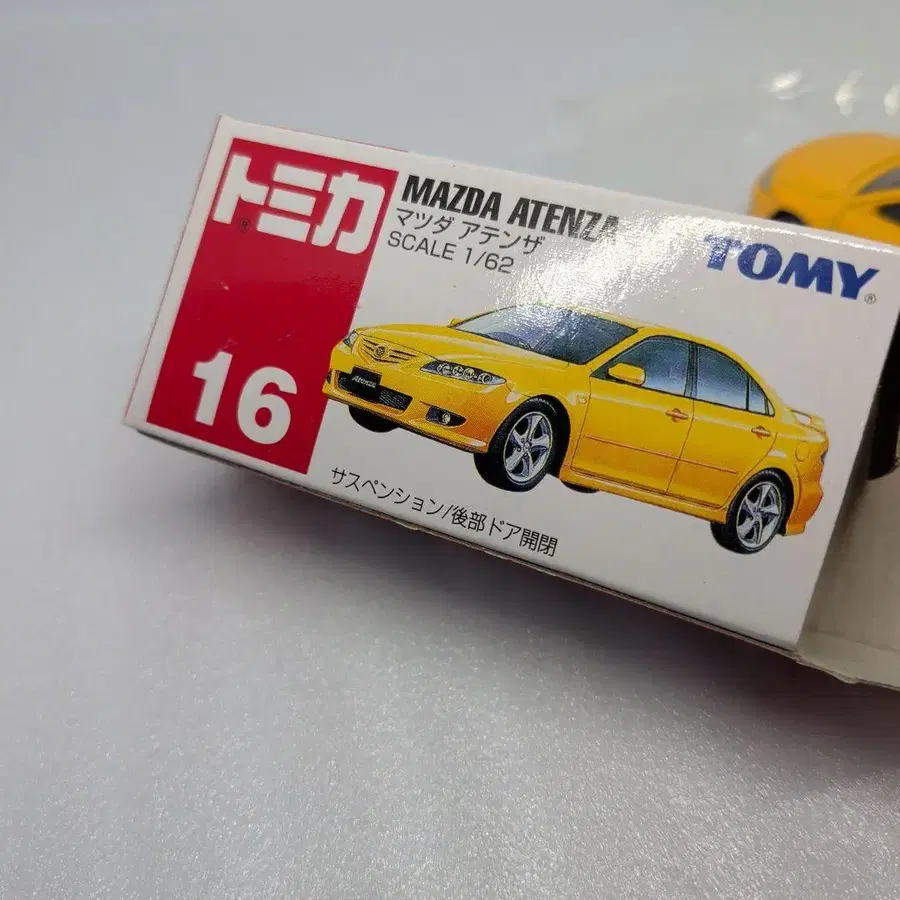 トミカ®
16
MAZDA ATENZA
マツダ アテンザ
SCALE 1/62
TOMY®
Atenza
サスペンション/後部ドア開閉